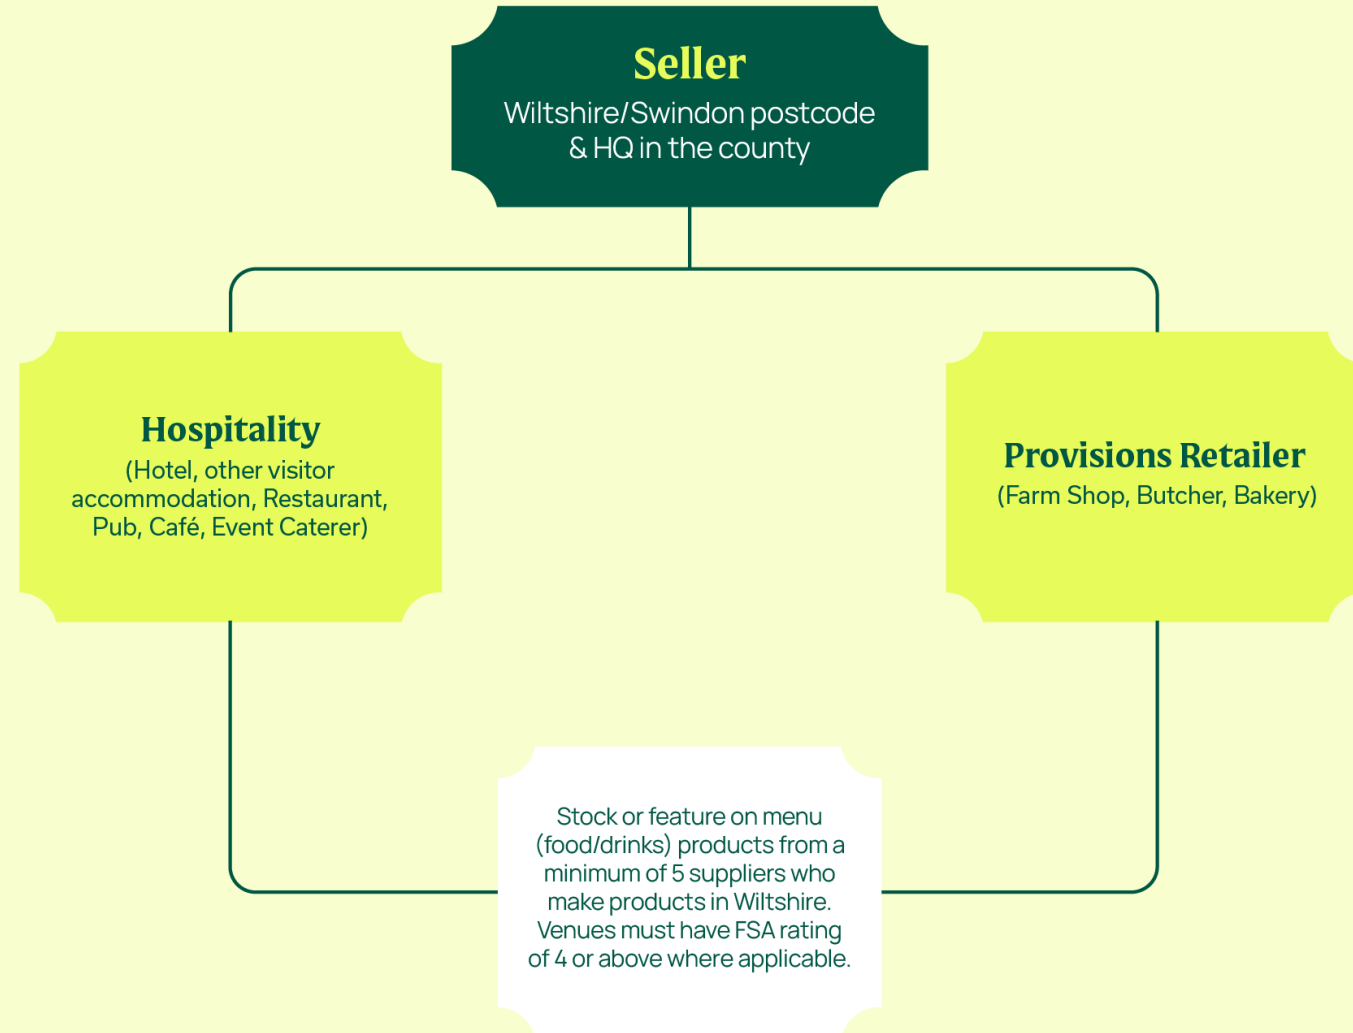 Seller
Wiltshire/Swindon postcode
& HQ in the county
Hospitality
(Hotel, other visitor
accommodation, Restaurant,
Pub, Café, Event Caterer)
Provisions Retailer
(Farm Shop, Butcher, Bakery)
Stock or feature on menu
(food/drinks) products from a
minimum of 5 suppliers who
make products in Wiltshire.
Venues must have FSA rating
of 4 or above where applicable.